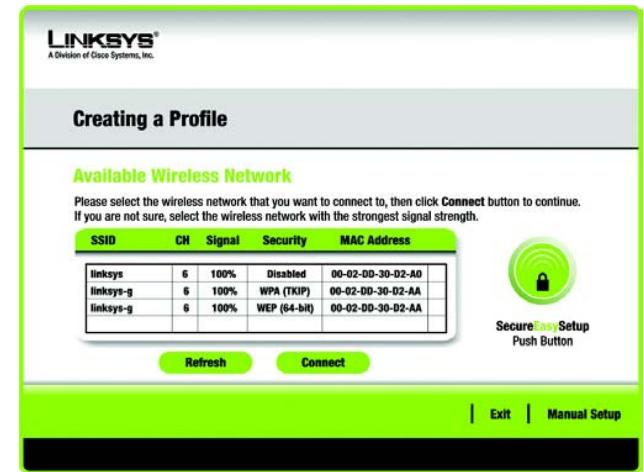 LINKSYS®
A Division of Cisco Systems, Inc.
Creating a Profile
Available Wireless Network
Please select the wireless network that you want to connect to, then click Connect button to continue.
If you are not sure, select the wireless network with the strongest signal strength.
SSID CH Signal Security MAC Address
linksys 6 100% Disabled 00-02-DD-30-D2-A0
linksys-g 6 100% WPA (TKIP) 00-02-DD-30-D2-AA
linksys-g 6 100% WEP (64-bit) 00-02-DD-30-D2-AA
SecureEasySetup
Push Button
Refresh Connect
Exit Manual Setup